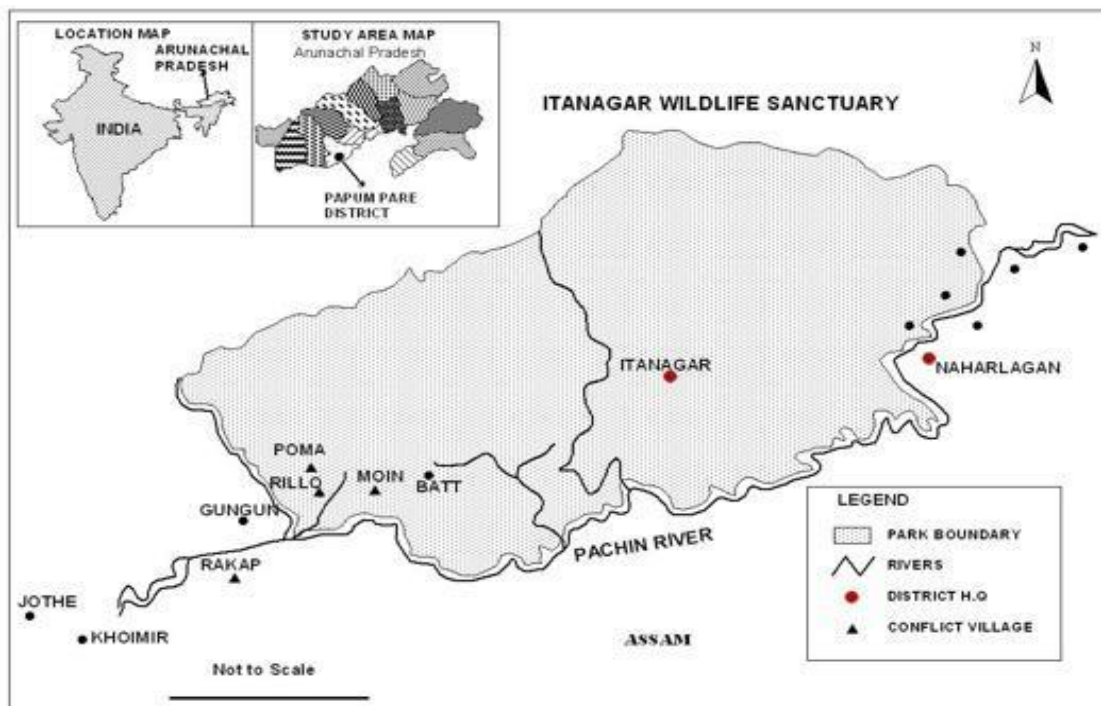 LOCATION MAP
ARUNACHAL
PRADESH
INDIA
STUDY AREA MAP
Arunachal Pradesh
PAPUM PARE
DISTRICT
N
ITANAGAR WILDLIFE SANCTUARY
ITANAGAR
NAHARLAGAN
POMA
RILLO
MOIN
BATT
GUNGUN
PACHIN RIVER
RAKAP
JOTHE
KHOIMIR
ASSAM
Not to Scale
LEGEND
PARK BOUNDARY
RIVERS
DISTRICT H.Q
CONFLICT VILLAGE